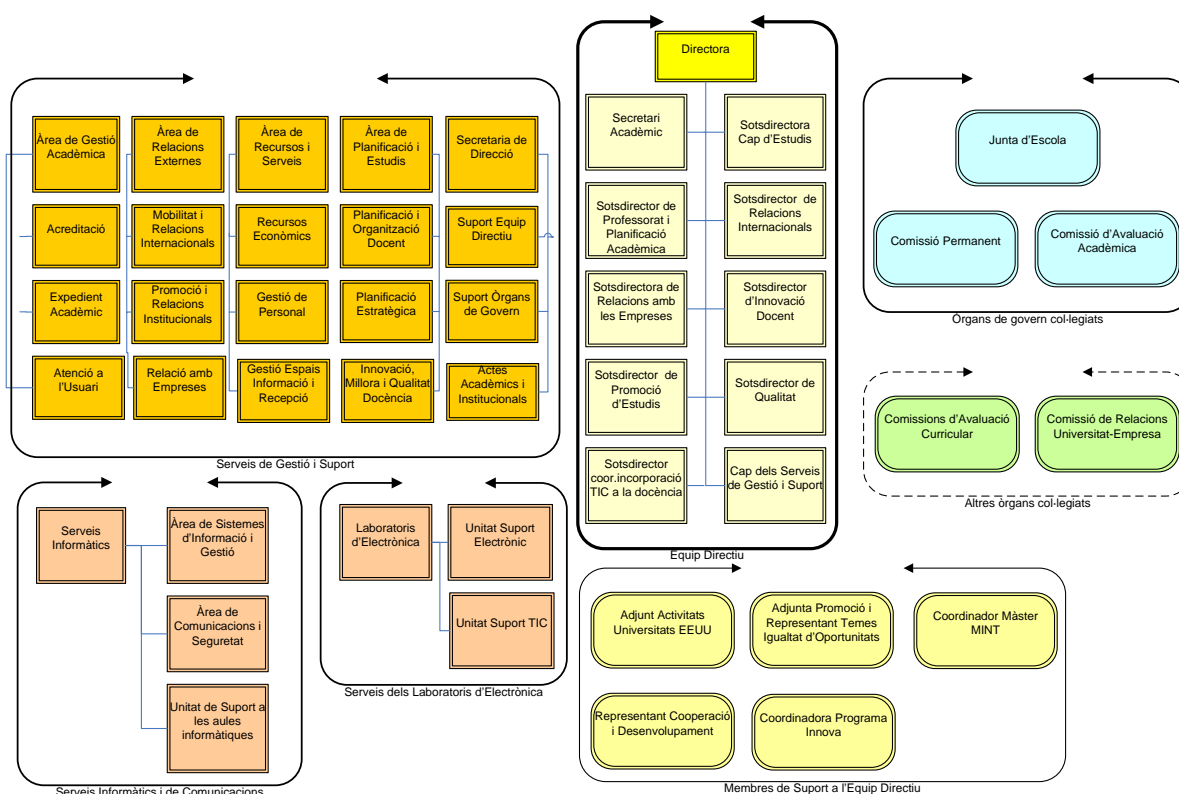 Àrea de Gestió
Acadèmica
Àrea de
Relacions
Externes
Àrea de
Recursos i
Serveis
Àrea de
Planificació i
Estudis
Secretaria de
Direcció
Acreditació
Mobilitat i
Relacions
Internacionals
Recursos
Econòmics
Planificació i
Organització
Docent
Suport Equip
Directiu
Expedient
Acadèmic
Promoció i
Relacions
Institucionals
Gestió de
Personal
Planificació
Estratègica
Suport Òrgans
de Govern
Atenció a
l’Usuari
Relació amb
Empreses
Gestió Espais
Informació i
Recepció
Innovació,
Millora i Qualitat
Docència
Actes
Acadèmics i
Institucionals
Serveis de Gestió i Suport
Directora
Secretari
Acadèmic
Sotsdirectora
Cap d’Estudis
Sotsdirector de
Professorat i
Planificació
Acadèmica
Sotsdirector de
Relacions
Internacionals
Sotsdirectora de
Relacions amb
les Empreses
Sotsdirector
d’Innovació
Docent
Sotsdirector de
Promoció
d’Estudis
Sotsdirector de
Qualitat
Sotsdirector
coor.incorporació
TIC a la docència
Cap dels Serveis
de Gestió i Suport
Equip Directiu
Junta d’Escola
Comissió Permanent
Comissió d’Avaluació
Acadèmica
Òrgans de govern col·legiats
Comissions d’Avaluació
Curricular
Comissió de Relacions
Universitat-Empresa
Altres òrgans col·legiats
Serveis
Informàtics
Àrea de Sistemes
d’Informació i
Gestió
Àrea de
Comunicacions i
Seguretat
Unitat de Suport a
les aules
informàtiques
Serveis Informàtics i de Comunicacions
Laboratoris
d’Electrònica
Unitat Suport
Electrònic
Unitat Suport TIC
Serveis dels Laboratoris d’Electrònica
Adjunt Activitats
Universitats EEUU
Adjunta Promoció i
Representant Temes
Igualtat d’Oportunitats
Coordinador Màster
MINT
Representant Cooperació
i Desenvolupament
Coordinadora Programa
Innova
Membres de Suport a l’Equip Directiu